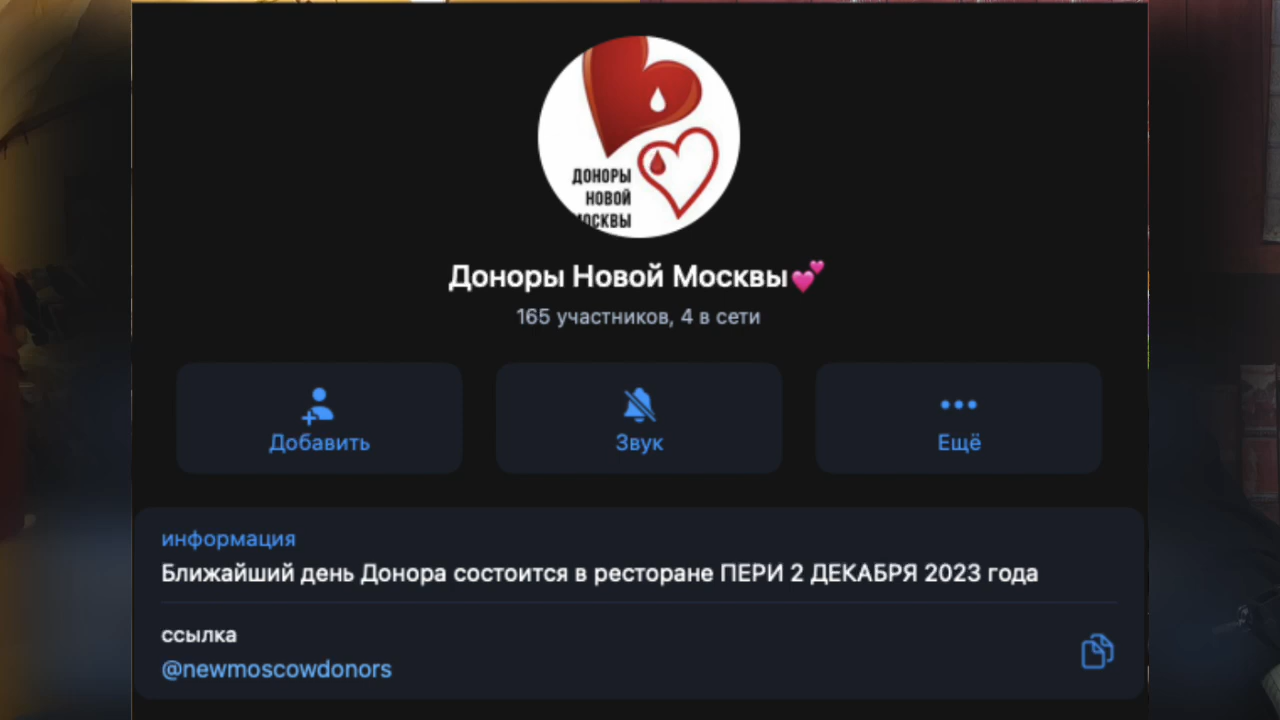 ДОНОРЫ
НОВОЙ
МОСКВЫ
Доноры Новой Москвы💕
165 участников, 4 в сети
Добавить
Звук
Ещё
информация
Ближайший день Донора состоится в ресторане ПЕРИ 2 ДЕКАБРЯ 2023 года
ссылка
@newmoscowdonors